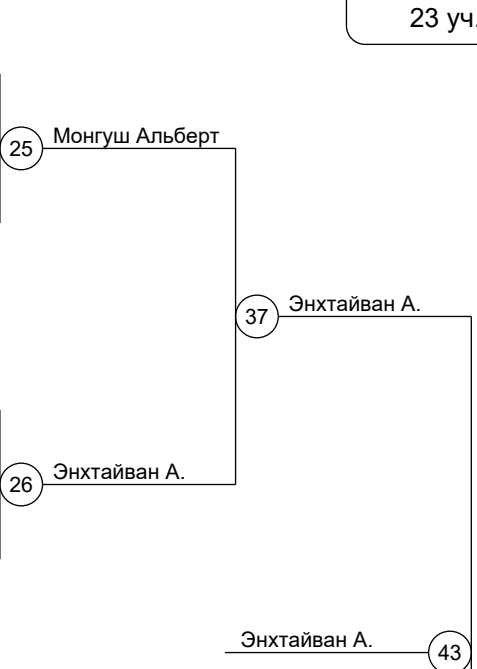 23 уч.
25 Монгуш Альберт
37 Энхтайван А.
26 Энхтайван А.
Энхтайван А. 43